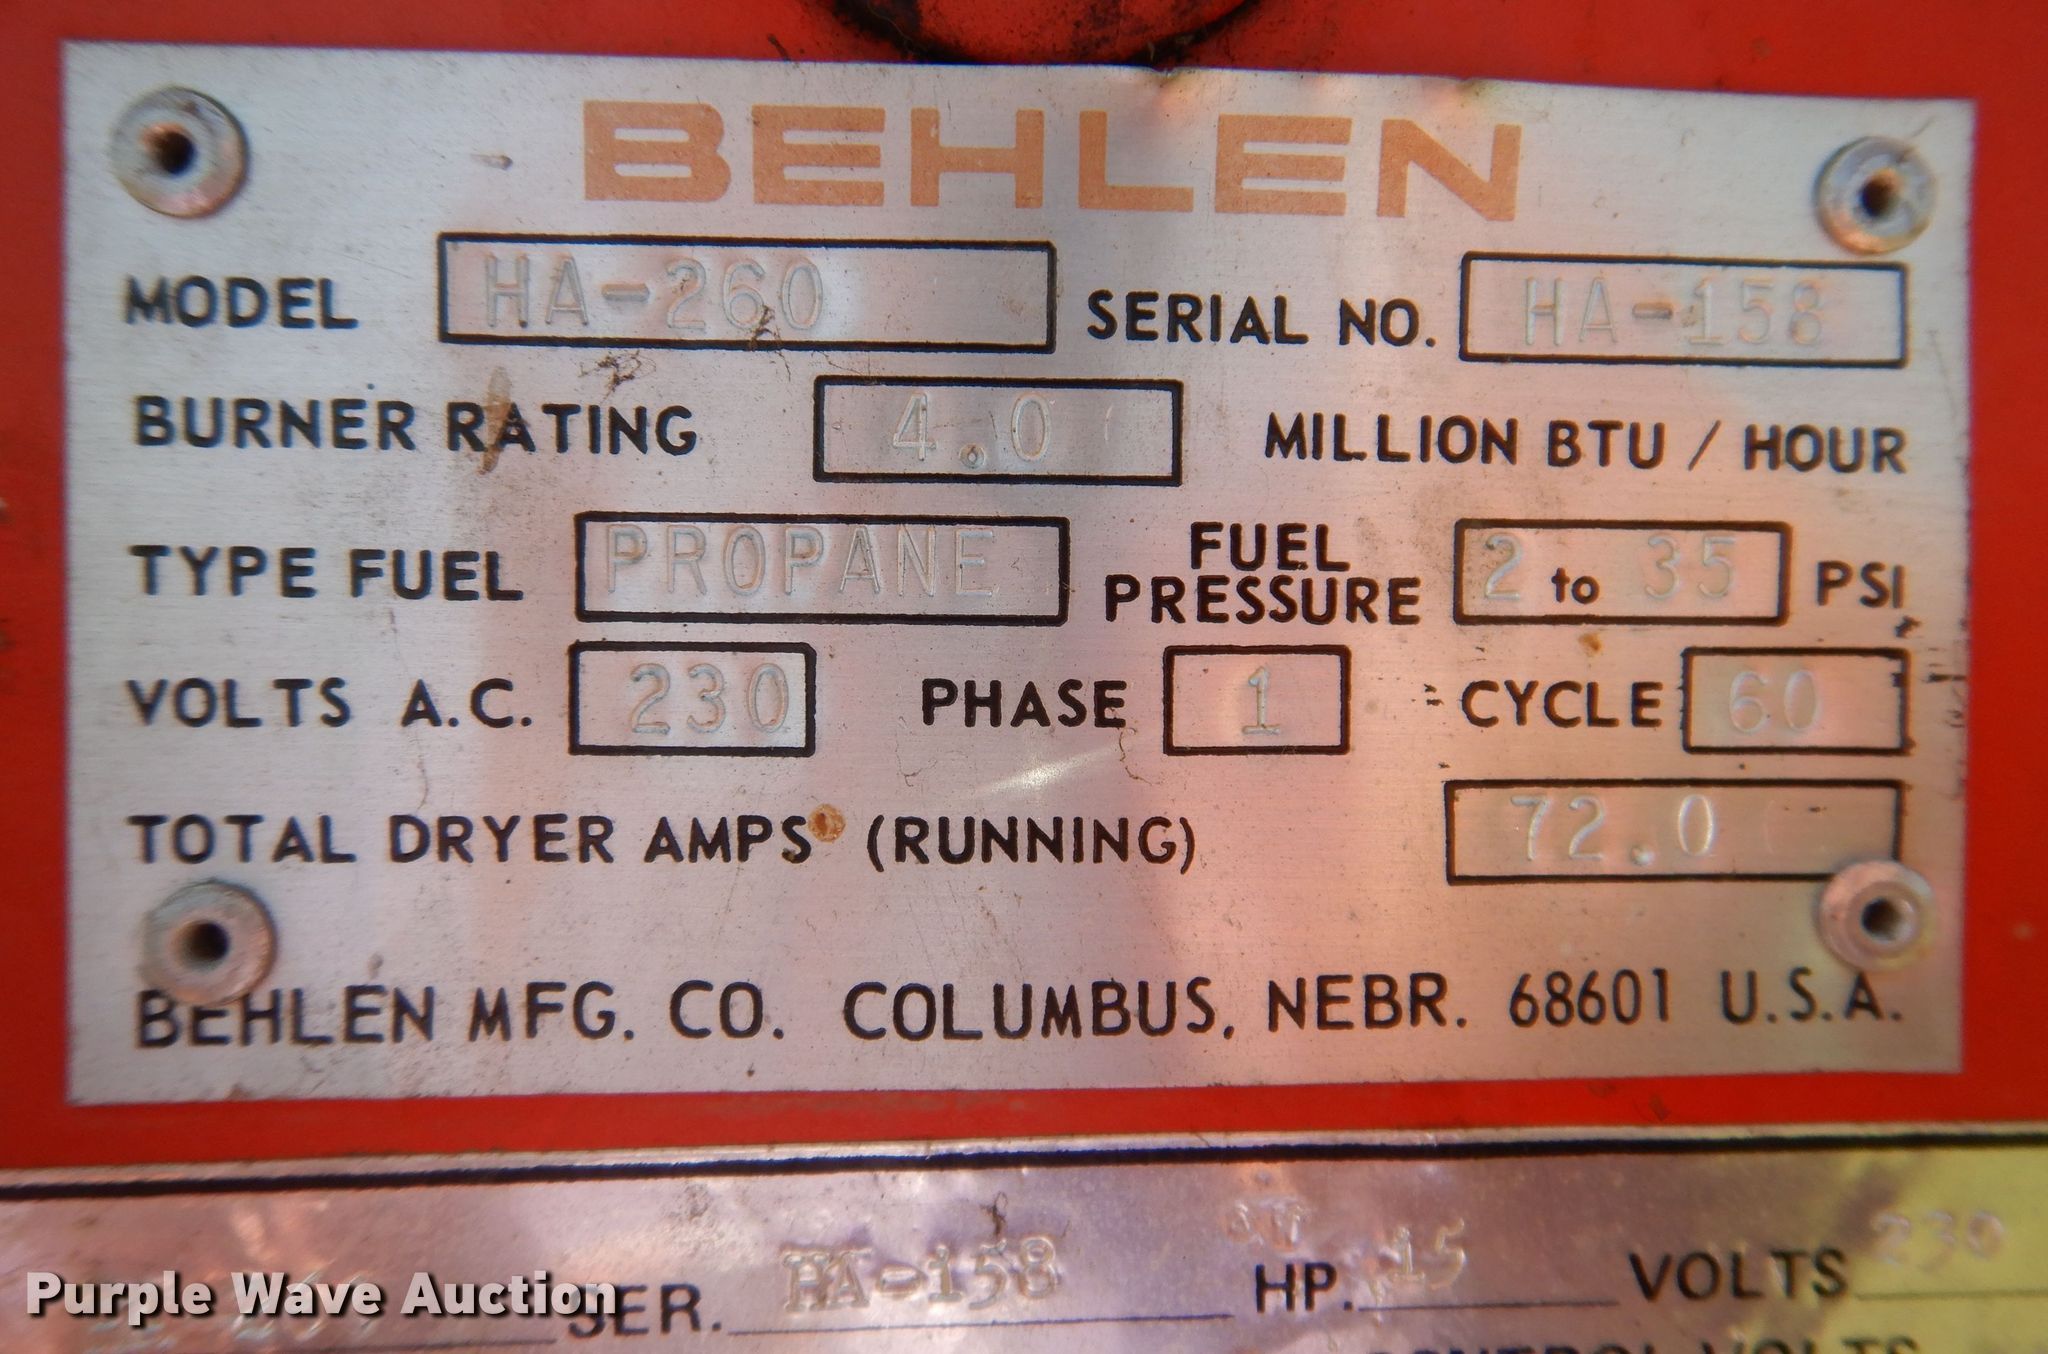 BEHLEN
MODEL HA-260 SERIAL NO. HA-158
BURNER RATING 4.0 MILLION BTU / HOUR
TYPE FUEL PROPANE FUEL PRESSURE 2 to 35 PSI
VOLTS A.C. 230 PHASE 1 CYCLE 60
TOTAL DRYER AMPS (RUNNING) 72.0
BEHLEN MFG. CO. COLUMBUS, NEBR. 68601 U.S.A.
SER. HA-158 HP. 15 VOLTS 230
Purple Wave Auction
CONTROL VOLTS